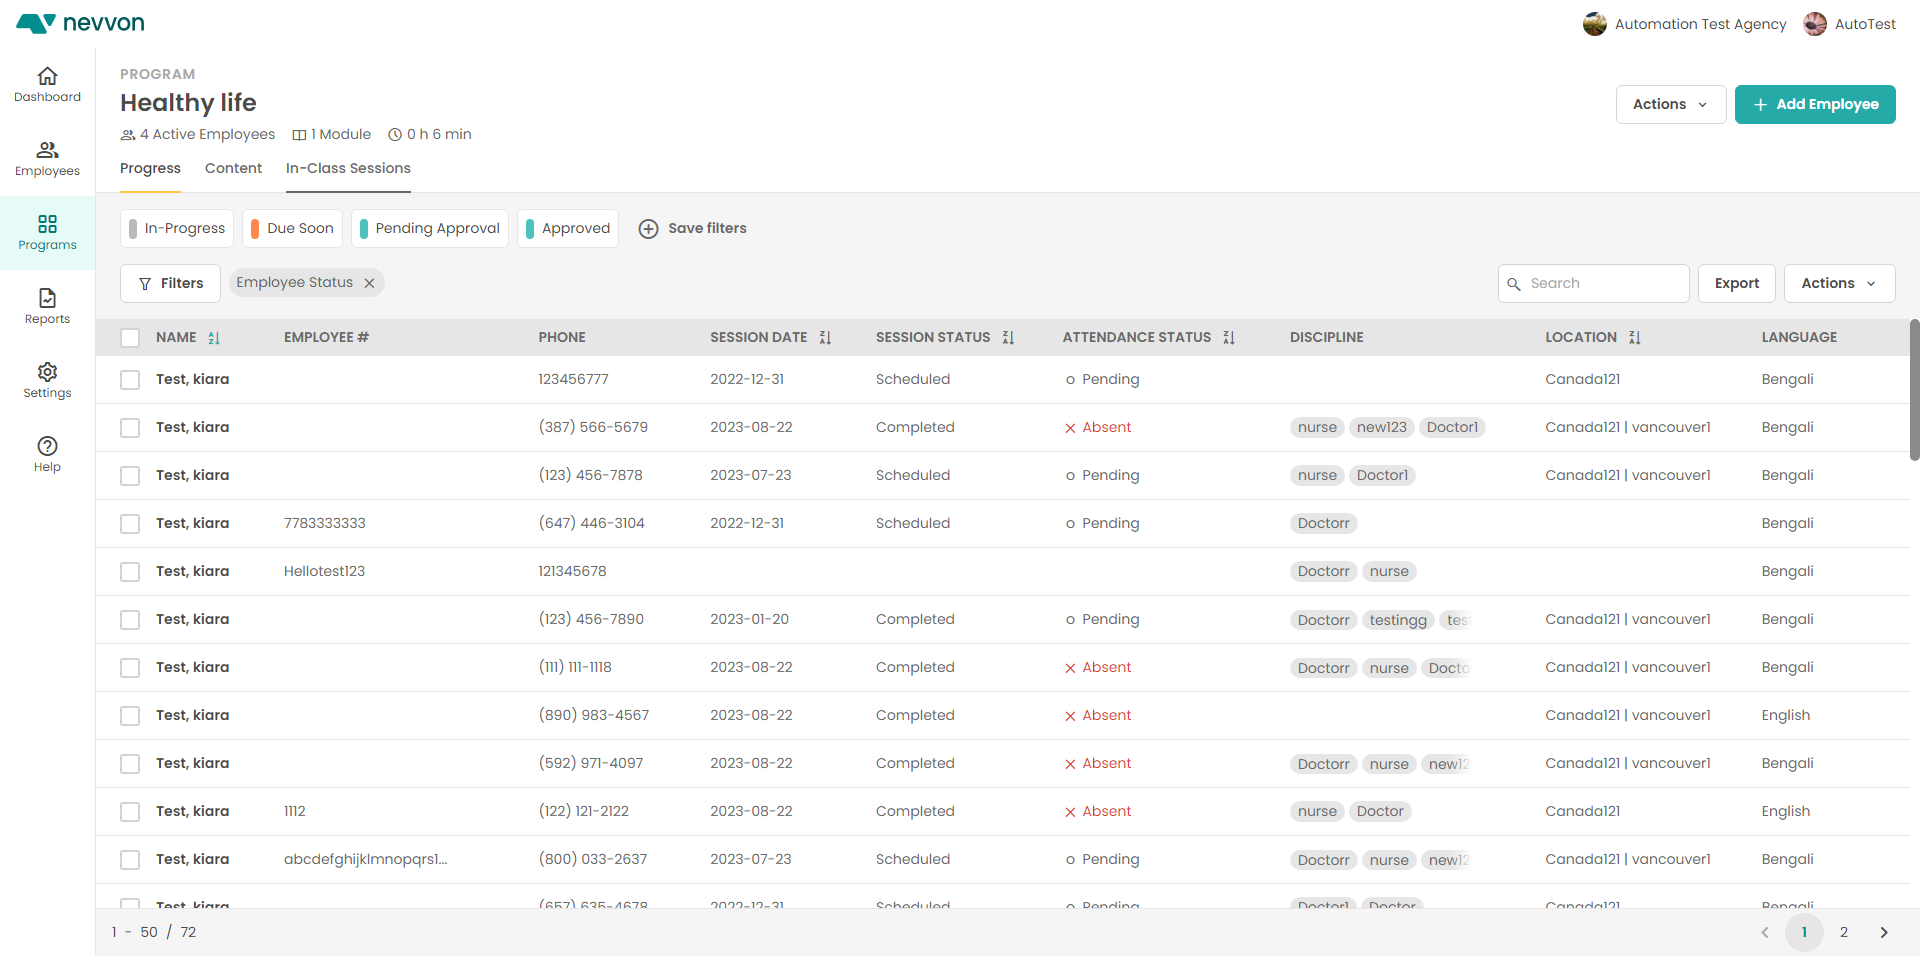 nevvon
Automation Test Agency AutoTest
Dashboard
Employees
Programs
Reports
Settings
Help
PROGRAM
Healthy life
4 Active Employees 1 Module 0 h 6 min
Actions + Add Employee
Progress Content In-Class Sessions
In-Progress Due Soon Pending Approval Approved Save filters
Filters Employee Status Search Export Actions
NAME EMPLOYEE # PHONE SESSION DATE SESSION STATUS ATTENDANCE STATUS DISCIPLINE LOCATION LANGUAGE
Test, kiara 123456777 2022-12-31 Scheduled Pending Canada121 Bengali
Test, kiara (387) 566-5679 2023-08-22 Completed Absent nurse new123 Doctor1 Canada121 | vancouver1 Bengali
Test, kiara (123) 456-7878 2023-07-23 Scheduled Pending nurse Doctor1 Canada121 | vancouver1 Bengali
Test, kiara 7783333333 (647) 446-3104 2022-12-31 Scheduled Pending Doctorr Bengali
Test, kiara Hellotest123 121345678 Doctorr nurse Bengali
Test, kiara (123) 456-7890 2023-01-20 Completed Pending Doctorr testingg tes Canada121 | vancouver1 Bengali
Test, kiara (111) 111-1118 2023-08-22 Completed Absent Doctorr nurse Docto Canada121 | vancouver1 Bengali
Test, kiara (890) 983-4567 2023-08-22 Completed Absent Canada121 | vancouver1 English
Test, kiara (592) 971-4097 2023-08-22 Completed Absent Doctorr nurse new12 Canada121 | vancouver1 Bengali
Test, kiara 1112 (122) 121-2122 2023-08-22 Completed Absent nurse Doctor Canada121 English
Test, kiara abcdefghijklmnopqrs1... (800) 033-2637 2023-07-23 Scheduled Pending Doctorr nurse new12 Canada121 | vancouver1 Bengali
Test, kiara (657) 635-4678 2022-12-31 Scheduled Pending Doctor1 Doctor Canada121 Bengali
1 - 50 / 72 1 2